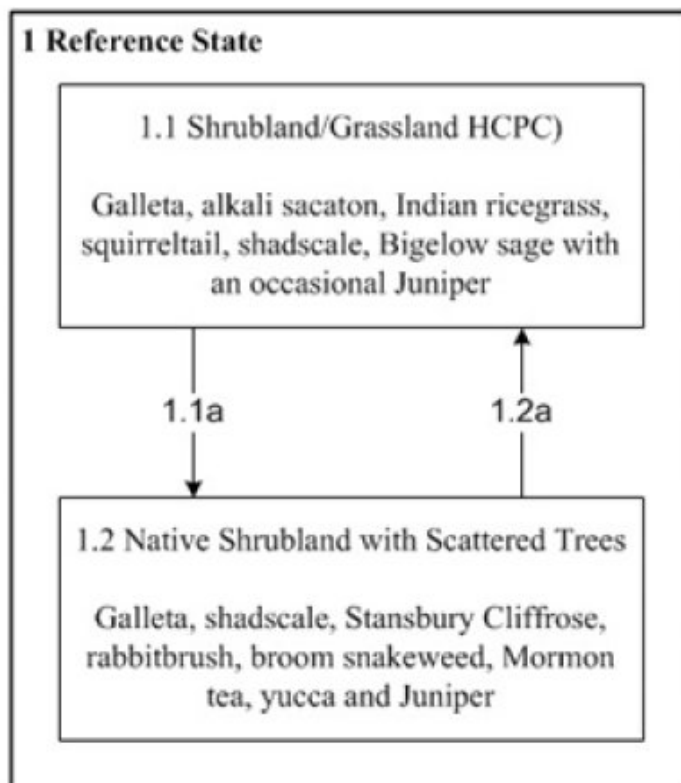 1 Reference State
1.1 Shrubland/Grassland HCPC)
Galleta, alkali sacaton, Indian ricegrass,
squirreltail, shadscale, Bigelow sage with
an occasional Juniper
1.1a
1.2a
1.2 Native Shrubland with Scattered Trees
Galleta, shadscale, Stansbury Cliffrose,
rabbitbrush, broom snakeweed, Mormon
tea, yucca and Juniper